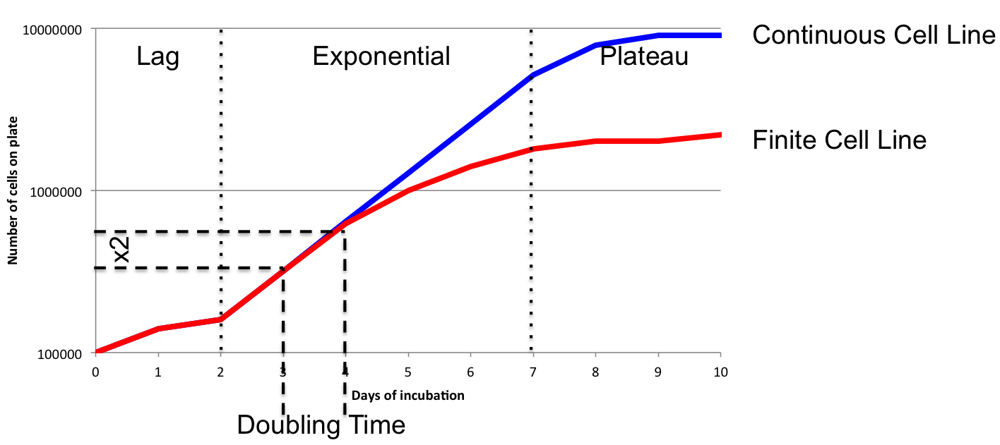 10000000
Continuous Cell Line
Lag
Exponential
Plateau
Number of cells on plate
Finite Cell Line
1000000
x2
100000
0 1 2 3 4 5 6 7 8 9 10
Days of incubation
Doubling Time